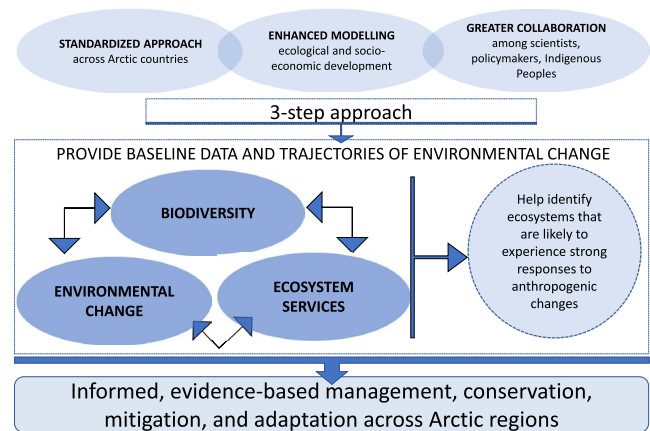 STANDARDIZED APPROACH
across Arctic countries
ENHANCED MODELLING
ecological and socio-
economic development
GREATER COLLABORATION
among scientists,
policymakers, Indigenous
Peoples
3-step approach
PROVIDE BASELINE DATA AND TRAJECTORIES OF ENVIRONMENTAL CHANGE
BIODIVERSITY
ENVIRONMENTAL
CHANGE
ECOSYSTEM
SERVICES
Help identify
ecosystems that
are likely to
experience strong
responses to
anthropogenic
changes
Informed, evidence-based management, conservation,
mitigation, and adaptation across Arctic regions